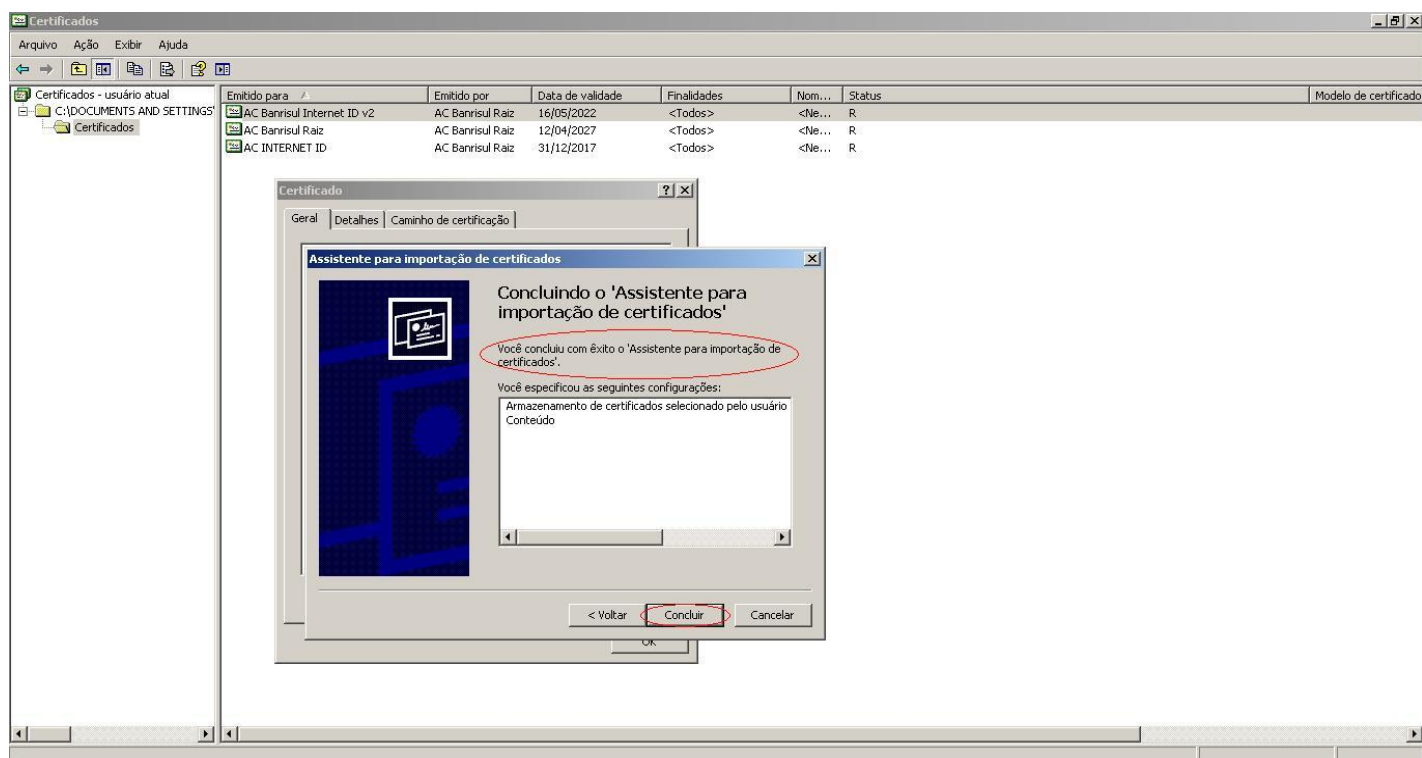 Certificados
Arquivo Ação Exibir Ajuda
Certificados - usuário atual
C:\DOCUMENTS AND SETTINGS
Certificados
Emitido para Emitido por Data de validade Finalidades Nom... Status Modelo de certificado
AC Banrisul Internet ID v2 AC Banrisul Raiz 16/05/2022 <Todos> <Ne... R
AC Banrisul Raiz AC Banrisul Raiz 12/04/2027 <Todos> <Ne... R
AC INTERNET ID AC Banrisul Raiz 31/12/2017 <Todos> <Ne... R
Certificado
Geral Detalhes Caminho de certificação
Assistente para importação de certificados
Concluindo o 'Assistente para
importação de certificados'
Você concluiu com êxito o 'Assistente para importação de
certificados'.
Você especificou as seguintes configurações:
Armazenamento de certificados selecionado pelo usuário
Conteúdo
< Voltar Concluir Cancelar
OK